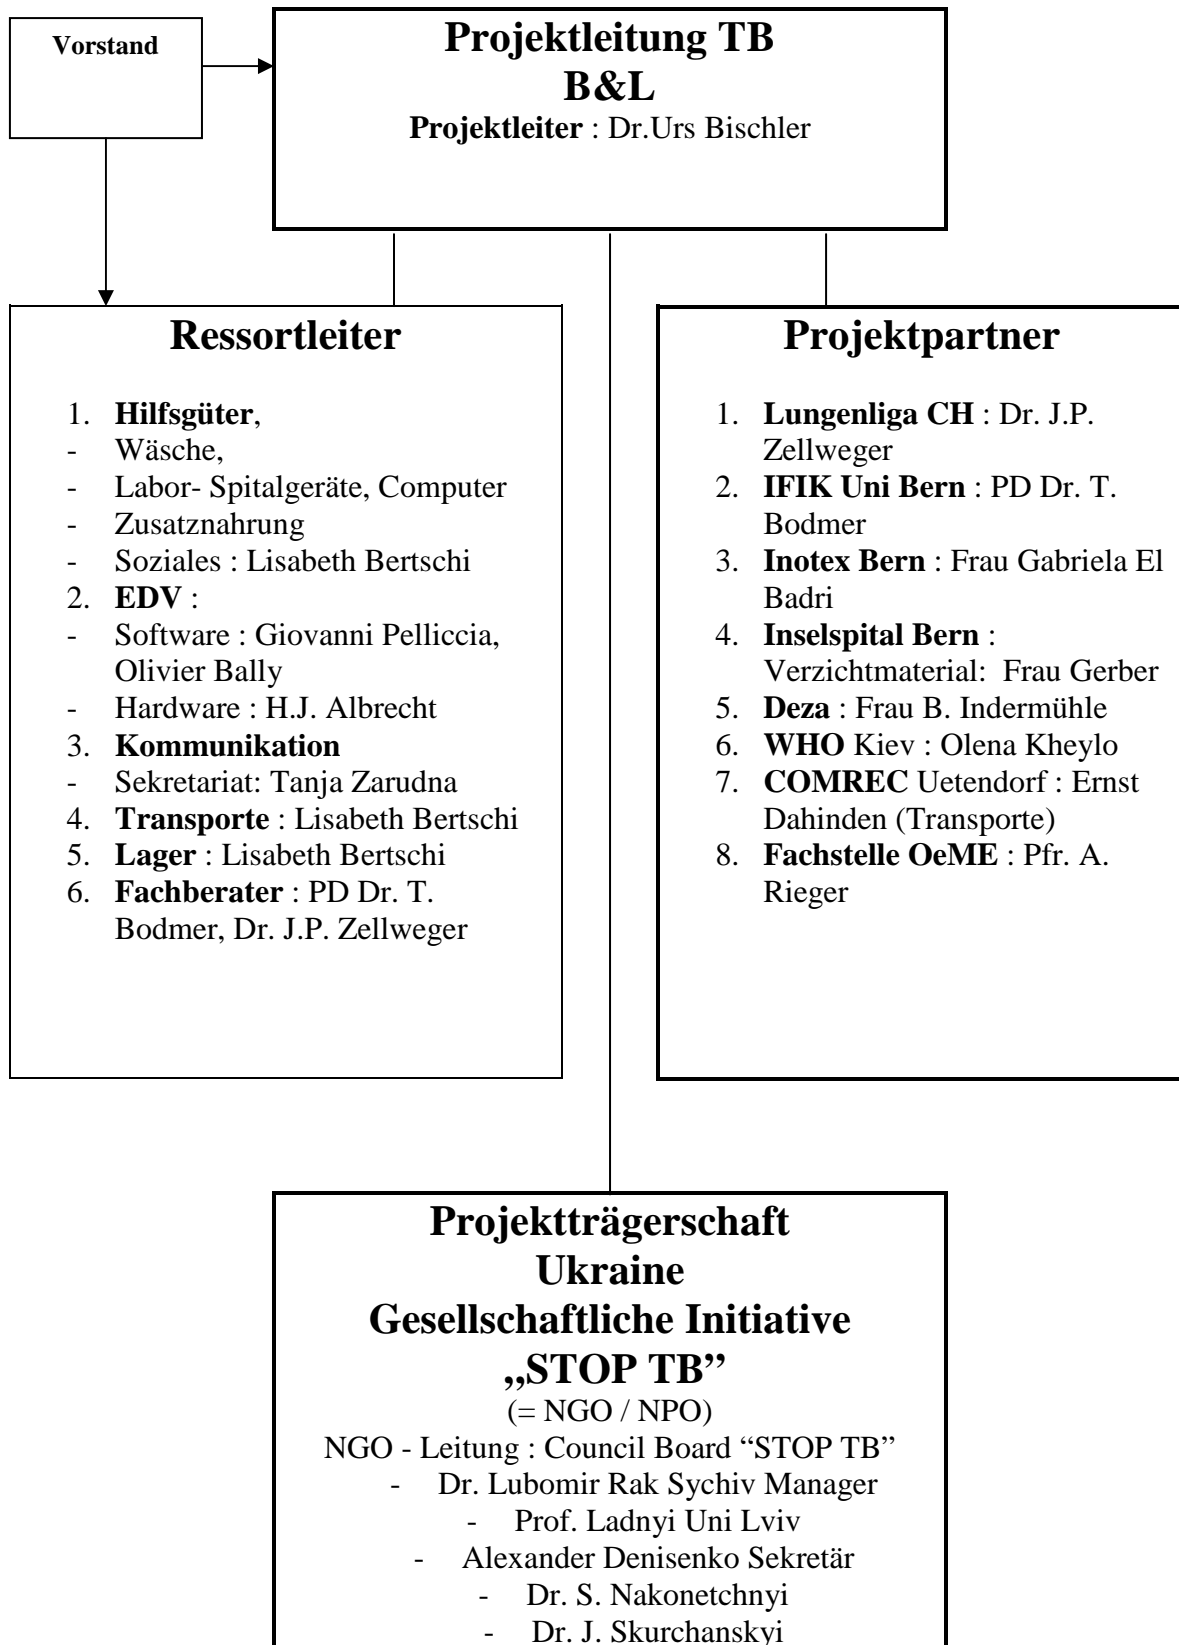 Vorstand
Projektleitung TB
B&L
Projektleiter : Dr.Urs Bischler
Ressortleiter
1. Hilfsgüter,
- Wäsche,
- Labor- Spitalgeräte, Computer
- Zusatznahrung
- Soziales : Lisabeth Bertschi
2. EDV :
- Software : Giovanni Pelliccia,
Olivier Bally
- Hardware : H.J. Albrecht
3. Kommunikation
- Sekretariat: Tanja Zarudna
4. Transporte : Lisabeth Bertschi
5. Lager : Lisabeth Bertschi
6. Fachberater : PD Dr. T.
Bodmer, Dr. J.P. Zellweger
Projektpartner
1. Lungenliga CH : Dr. J.P.
Zellweger
2. IFIK Uni Bern : PD Dr. T.
Bodmer
3. Inotex Bern : Frau Gabriela El
Badri
4. Inselspital Bern :
Verzichtmaterial: Frau Gerber
5. Deza : Frau B. Indermühle
6. WHO Kiev : Olena Kheylo
7. COMREC Uetendorf : Ernst
Dahinden (Transporte)
8. Fachstelle OeME : Pfr. A.
Rieger
Projektträgerschaft
Ukraine
Gesellschaftliche Initiative
„STOP TB”
(= NGO / NPO)
NGO - Leitung : Council Board “STOP TB”
- Dr. Lubomir Rak Sychiv Manager
- Prof. Ladnyi Uni Lviv
- Alexander Denisenko Sekretär
- Dr. S. Nakonetchnyi
- Dr. J. Skurchanskyi